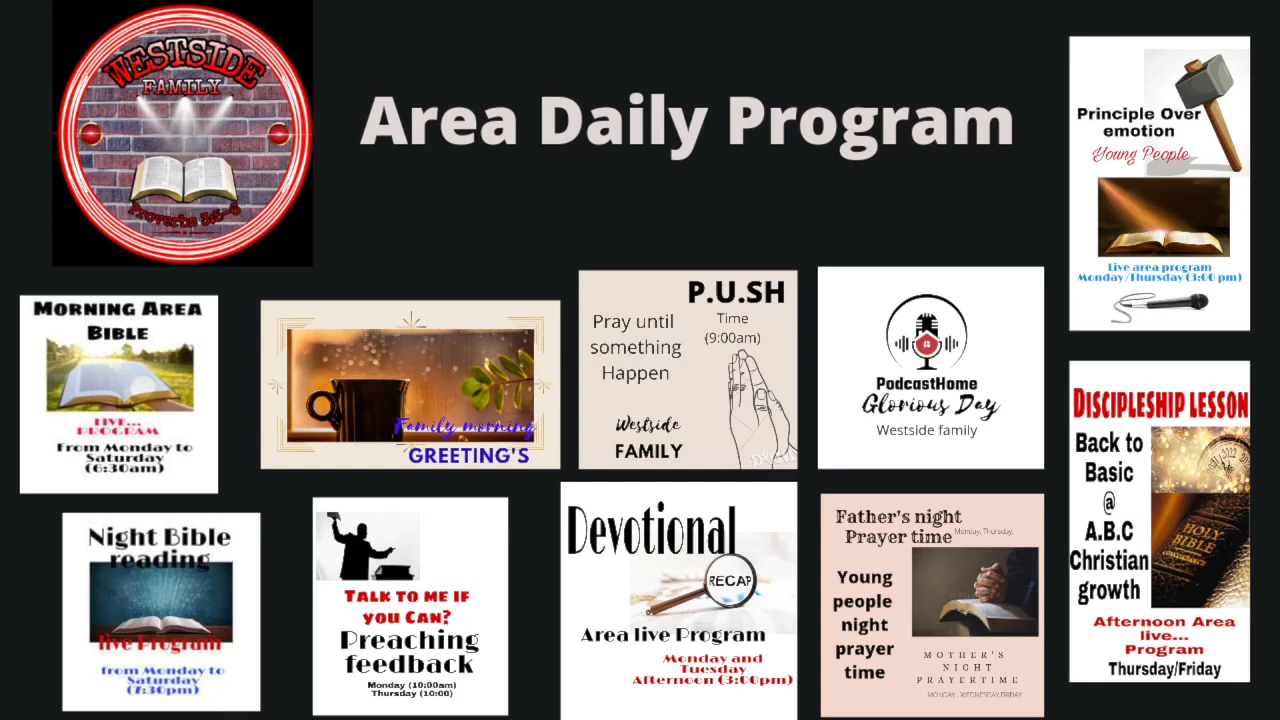 WESTSIDE
FAMILY
Proverbs 3:5-6
Area Daily Program
Principle Over
emotion
Young People
Live area program
Monday/Thursday (3:00 pm)
Morning Area
Bible
LIVE...
PROGRAM
From Monday to
Saturday
(6:30am)
Family morning
GREETING'S
P.U.SH
Time
(9:00am)
Pray until
something
Happen
Westside
FAMILY
PodcastHome
Glorious Day
Westside family
Discipleship lesson
Back to
Basic
@
A.B.C
Christian
growth
HOLY
BIBLE
Afternoon Area
live...
Program
Thursday/Friday
Night Bible
reading
live Program
from Monday to
Saturday
(7:30pm)
Talk to me if
you Can?
Preaching
feedback
Monday (10:00am)
Thursday (10:00)
Devotional
RECAP
Area live Program
Monday and
Tuesday
Afternoon (3:00pm)
Father's night
Prayer time
Monday, Thursday,
Young
people
night
prayer
time
MOTHER'S
NIGHT
PRAYERTIME
MONDAY , WEDNESDAY,FRIDAY